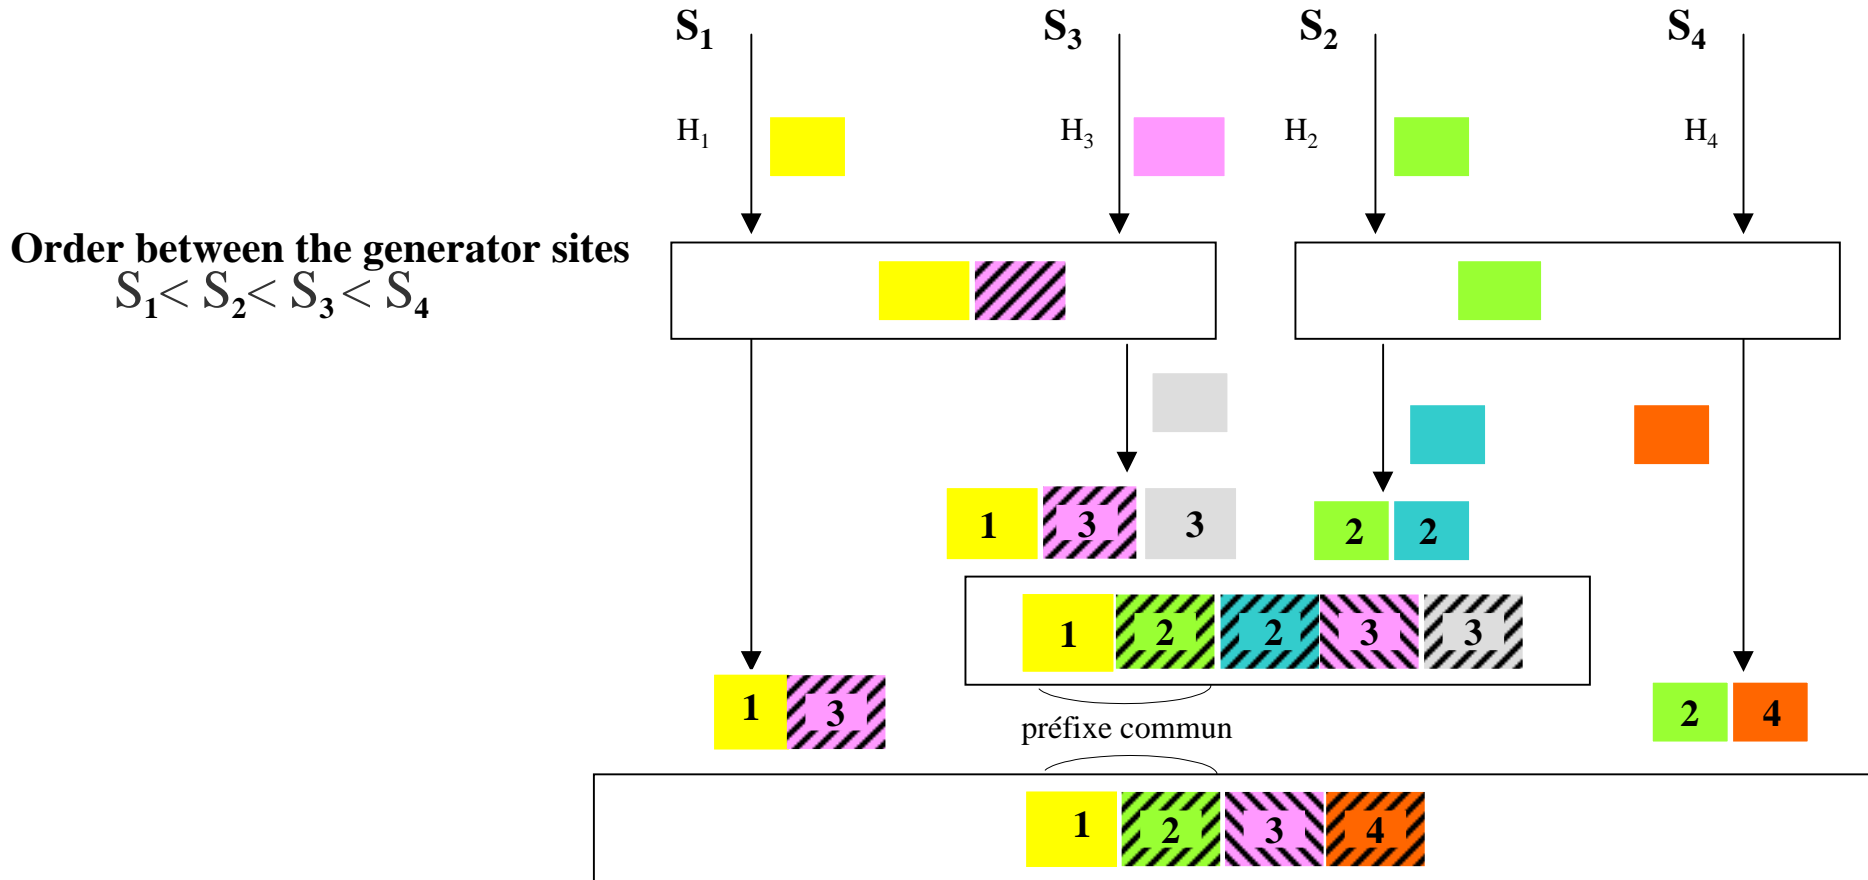 S1 S3 S2 S4
H1 H3 H2 H4
Order between the generator sites
S1< S2< S3< S4
1 3 3 2 2
1 2 2 3 3
1 3 2 4
préfixe commun
1 2 3 4